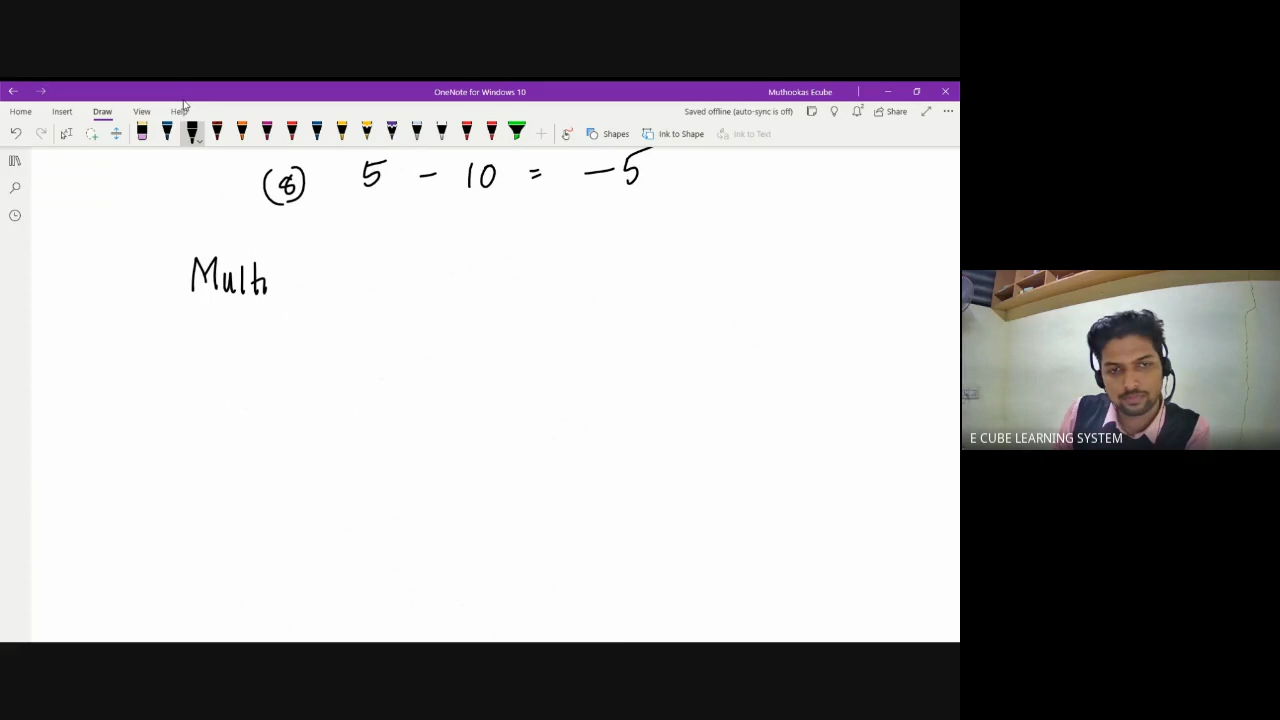 OneNote for Windows 10
Muthookas Ecube
Home Insert Draw View Help
Saved offline (auto-sync is off)
Share
Shapes
Ink to Shape
Ink to Text
(8) 5 - 10 = -5
Multi
E CUBE LEARNING SYSTEM